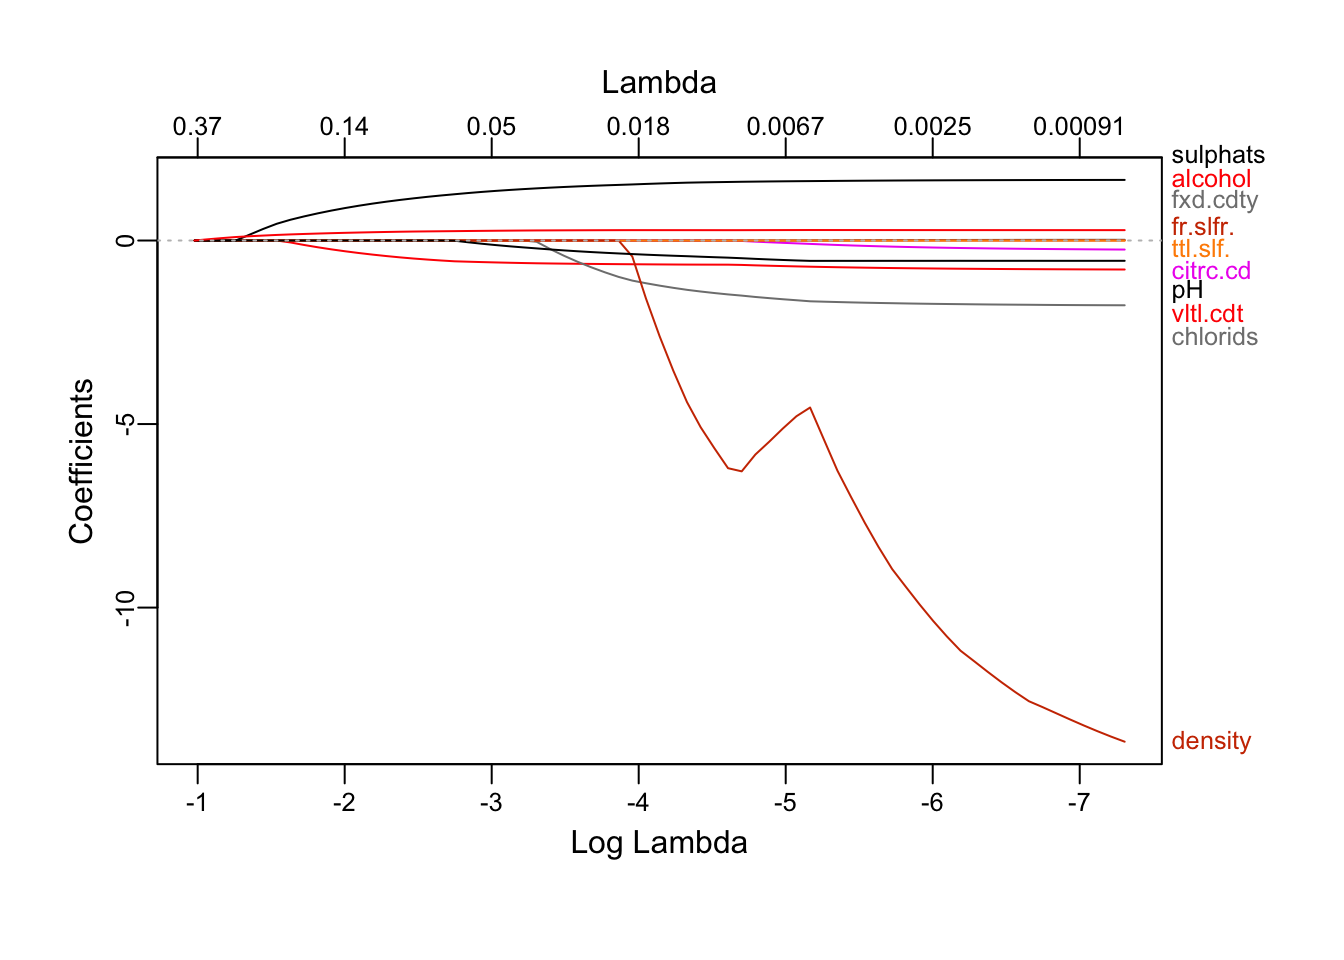 Lambda
0.37 0.14 0.05 0.018 0.0067 0.0025 0.00091
sulphats
alcohol
fxd.cdty
fr.slfr.
ttl.slf.
citrc.cd
pH
vltl.cdt
chlorids
density
Coefficients
0
-5
-10
-1 -2 -3 -4 -5 -6 -7
Log Lambda